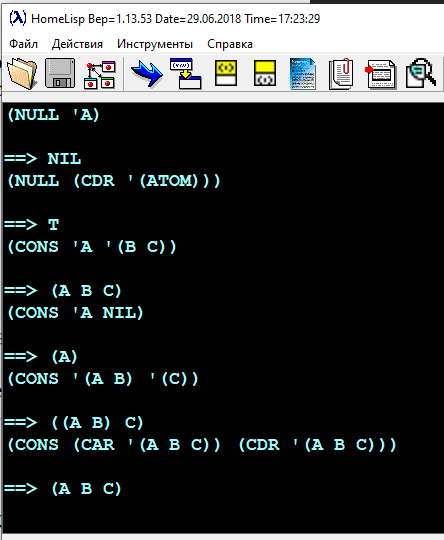 HomeLisp Вер=1.13.53 Date=29.06.2018 Time=17:23:29
Файл Действия Инструменты Справка
(NULL 'A)
==> NIL
(NULL (CDR '(ATOM)))
==> T
(CONS 'A '(B C))
==> (A B C)
(CONS 'A NIL)
==> (A)
(CONS '(A B) '(C))
==> ((A B) C)
(CONS (CAR '(A B C)) (CDR '(A B C)))
==> (A B C)